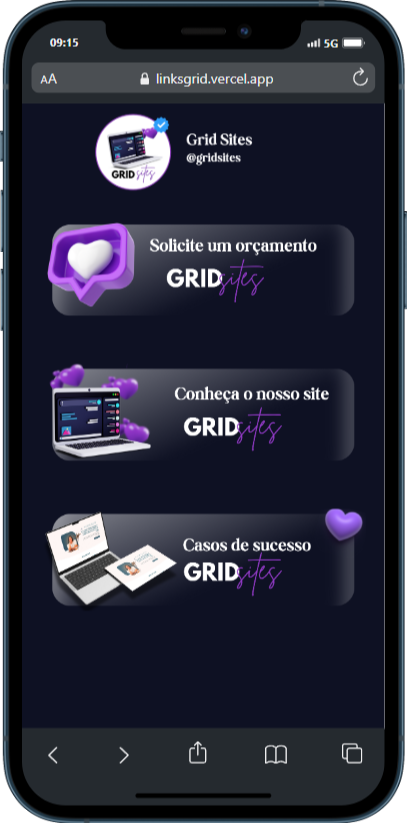 09:15
5G
AA
linksgrid.vercel.app
Grid Sites
@gridsites
GRID sites
Solicite um orçamento
GRID sites
Conheça o nosso site
GRID sites
Casos de sucesso
GRID sites